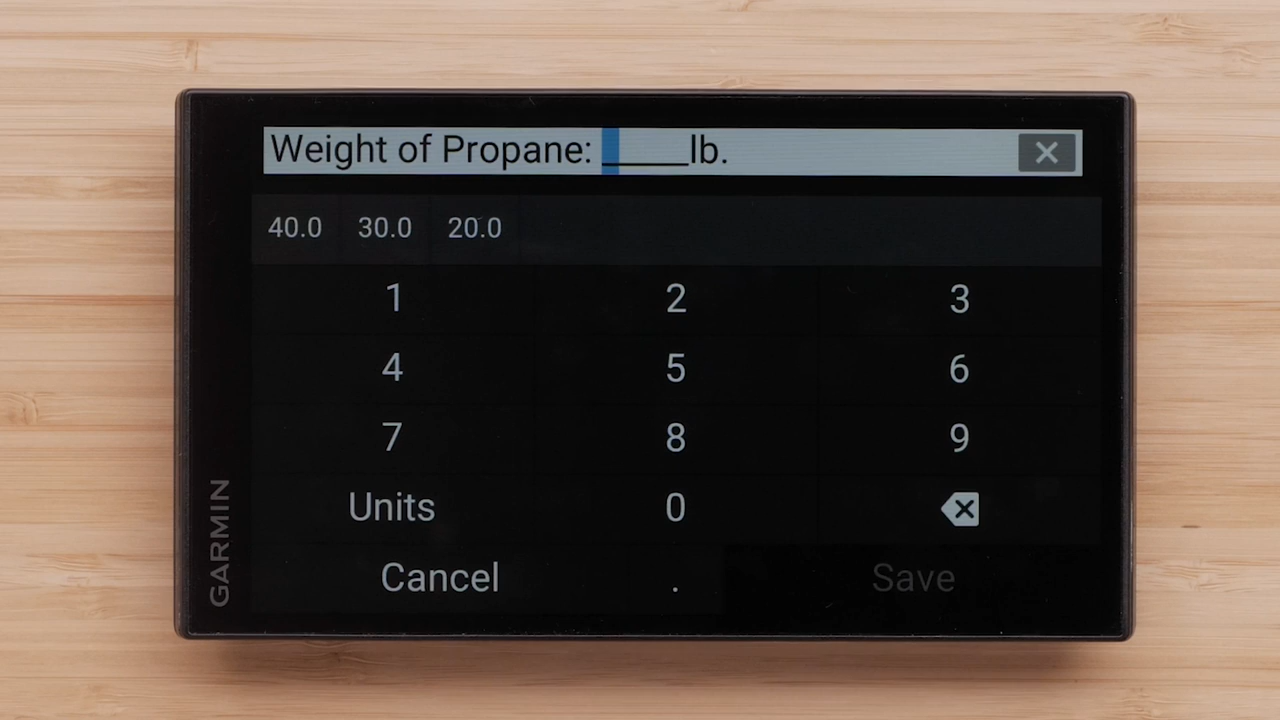 Weight of Propane: _____lb.
40.0 30.0 20.0
1 2 3
4 5 6
7 8 9
Units 0
Cancel . Save
GARMIN